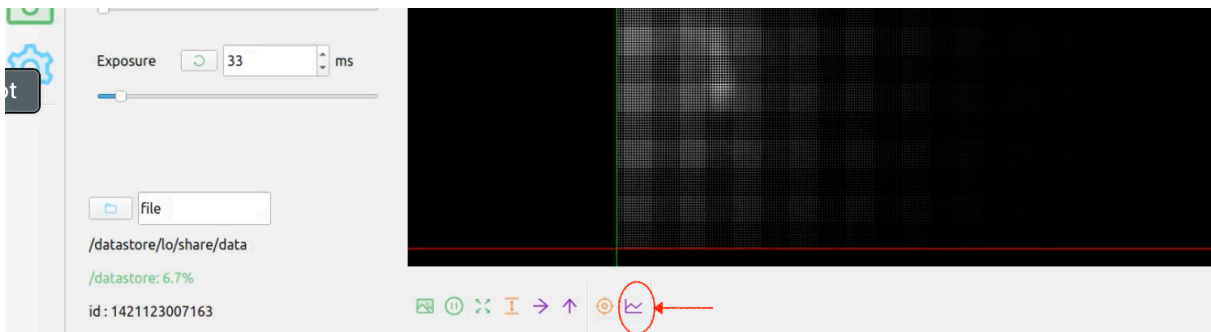 Exposure 33 ms
ot
file
/datastore/lo/share/data
/datastore: 6.7%
id : 1421123007163